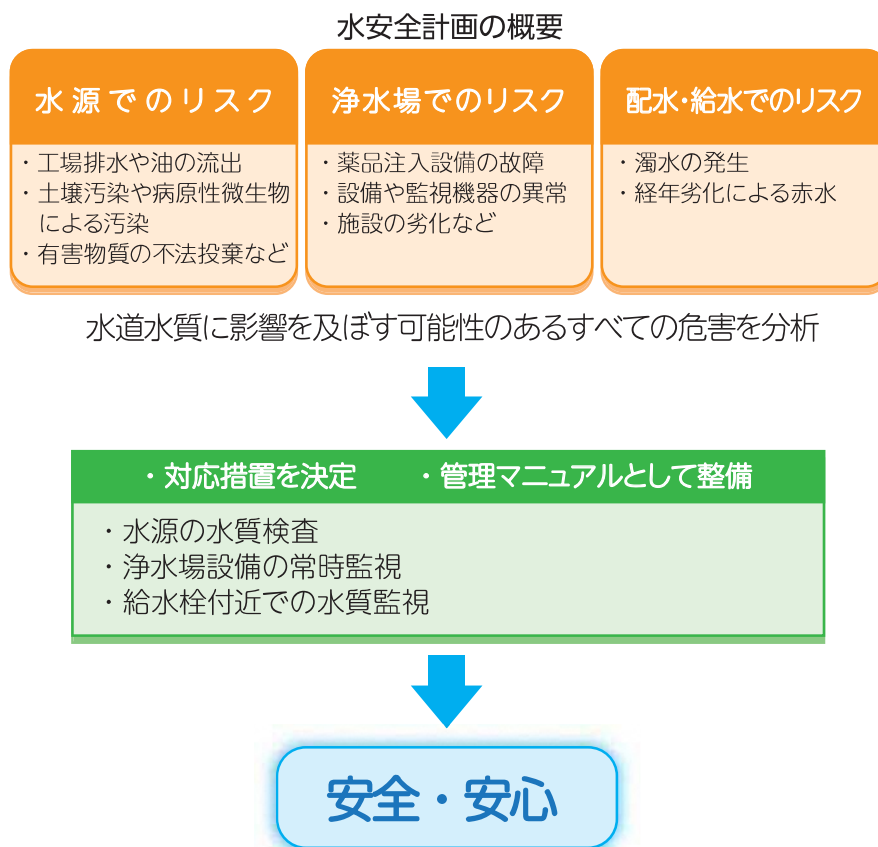 水安全計画の概要
水源でのリスク
・工場排水や油の流出
・土壌汚染や病原性微生物
による汚染
・有害物質の不法投棄など
浄水場でのリスク
・薬品注入設備の故障
・設備や監視機器の異常
・施設の劣化など
配水・給水でのリスク
・濁水の発生
・経年劣化による赤水
水道水質に影響を及ぼす可能性のあるすべての危害を分析
・対応措置を決定　・管理マニュアルとして整備
・水源の水質検査
・浄水場設備の常時監視
・給水栓付近での水質監視
安全・安心